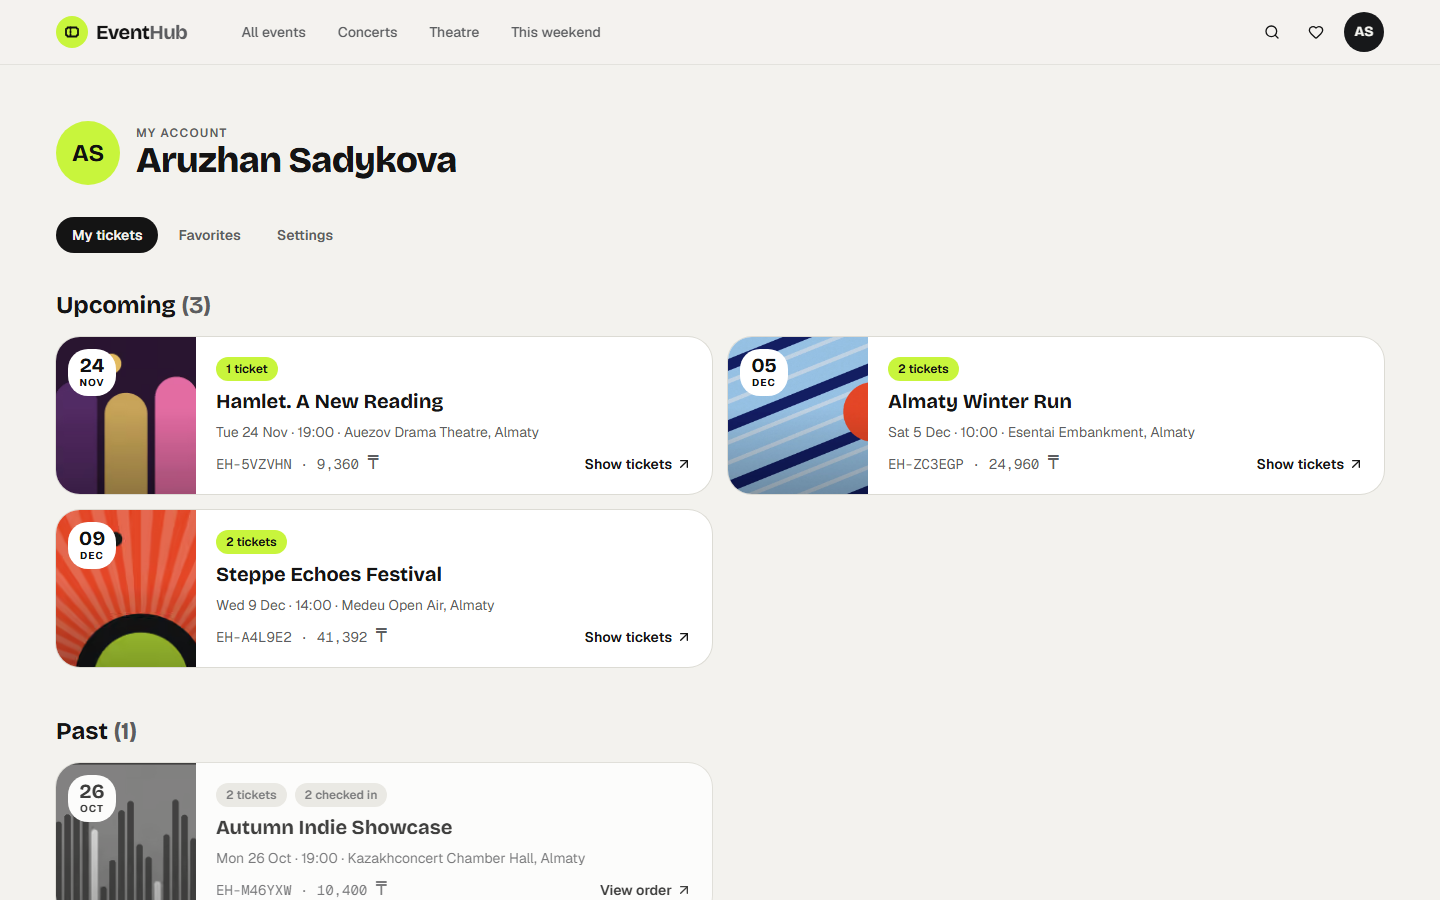 EventHub
All events
Concerts
Theatre
This weekend
AS
AS
MY ACCOUNT
Aruzhan Sadykova
My tickets
Favorites
Settings
Upcoming (3)
24
NOV
1 ticket
Hamlet. A New Reading
Tue 24 Nov · 19:00 · Auezov Drama Theatre, Almaty
EH-5VZVHN · 9,360 ₸
Show tickets
05
DEC
2 tickets
Almaty Winter Run
Sat 5 Dec · 10:00 · Esentai Embankment, Almaty
EH-ZC3EGP · 24,960 ₸
Show tickets
09
DEC
2 tickets
Steppe Echoes Festival
Wed 9 Dec · 14:00 · Medeu Open Air, Almaty
EH-A4L9E2 · 41,392 ₸
Show tickets
Past (1)
26
OCT
2 tickets
2 checked in
Autumn Indie Showcase
Mon 26 Oct · 19:00 · Kazakhconcert Chamber Hall, Almaty
EH-M46YXW · 10,400 ₸
View order